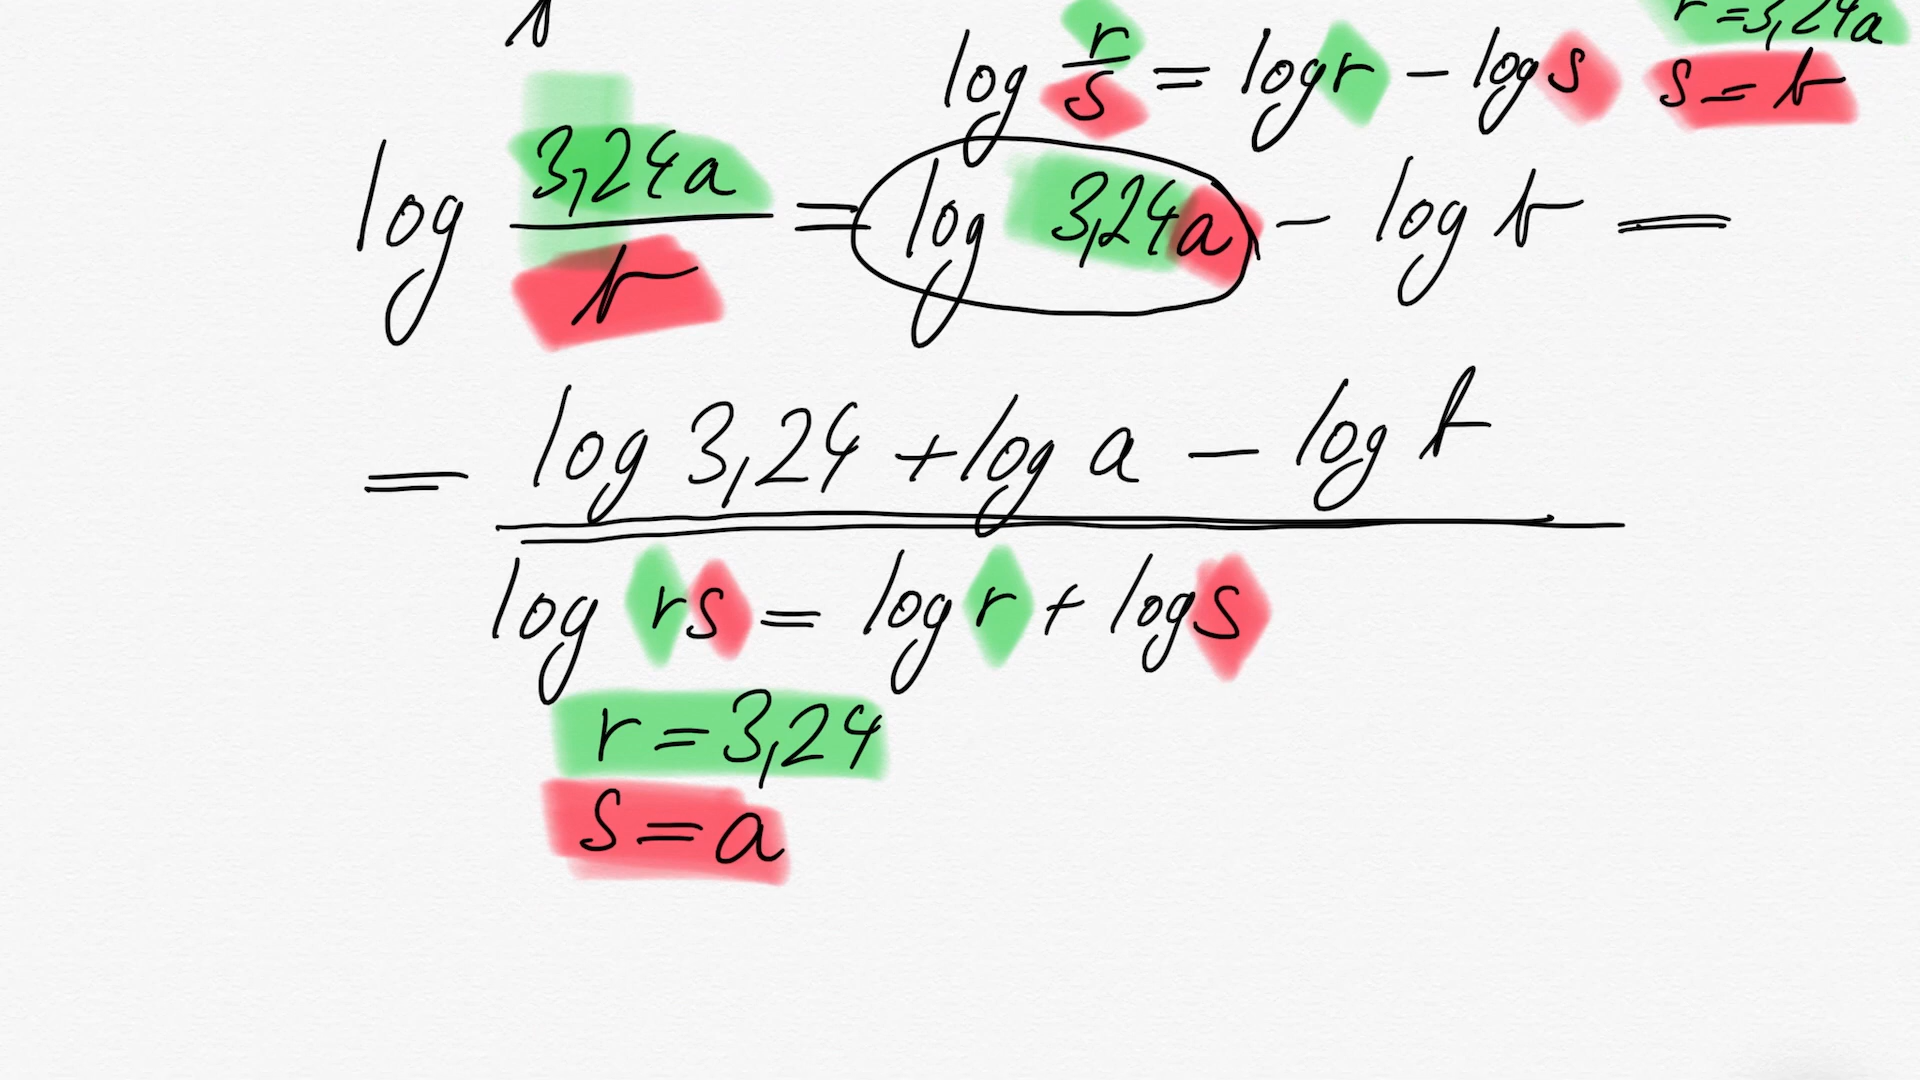 b
r = 3,24a
log r/s = log r − log s s = b
log 3,24a/b = log 3,24a − log b =
= log 3,24 + log a − log b
log rs = log r + log s
r = 3,24
s = a